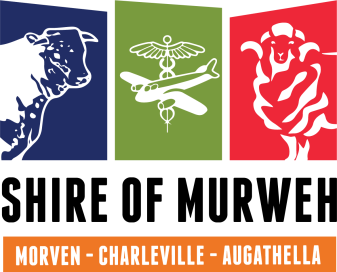 SHIRE OF MURWEH
MORVEN - CHARLEVILLE - AUGATHELLA